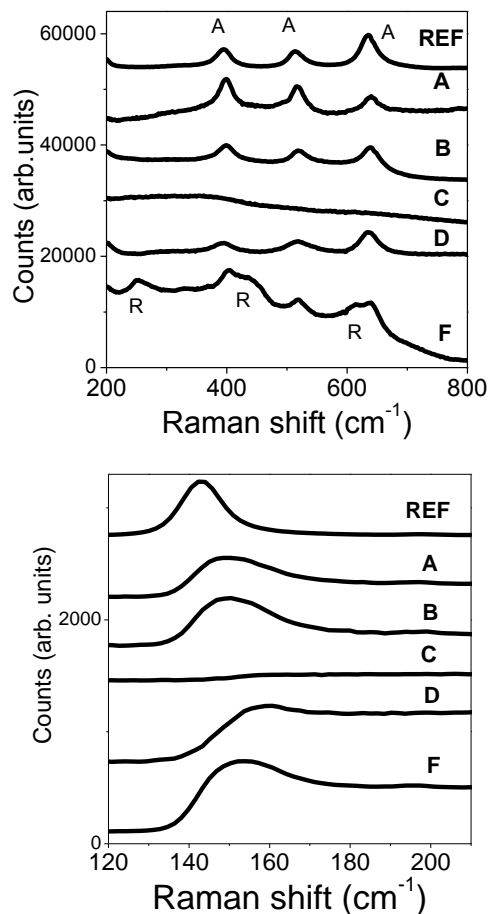 A A A
REF
A
B
C
D
F
R R R
60000
40000
20000
0
Counts (arb.units)
200 400 600 800
Raman shift (cm⁻¹)
REF
A
B
C
D
F
2000
0
Counts (arb. units)
120 140 160 180 200
Raman shift (cm⁻¹)